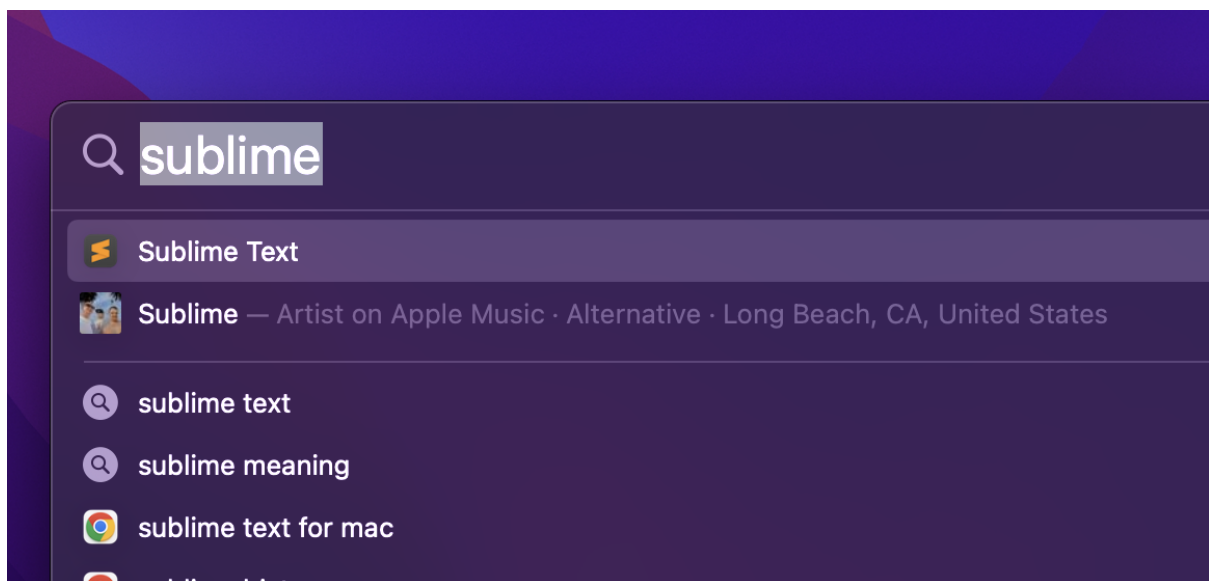 sublime
Sublime Text
Sublime — Artist on Apple Music · Alternative · Long Beach, CA, United States
sublime text
sublime meaning
sublime text for mac